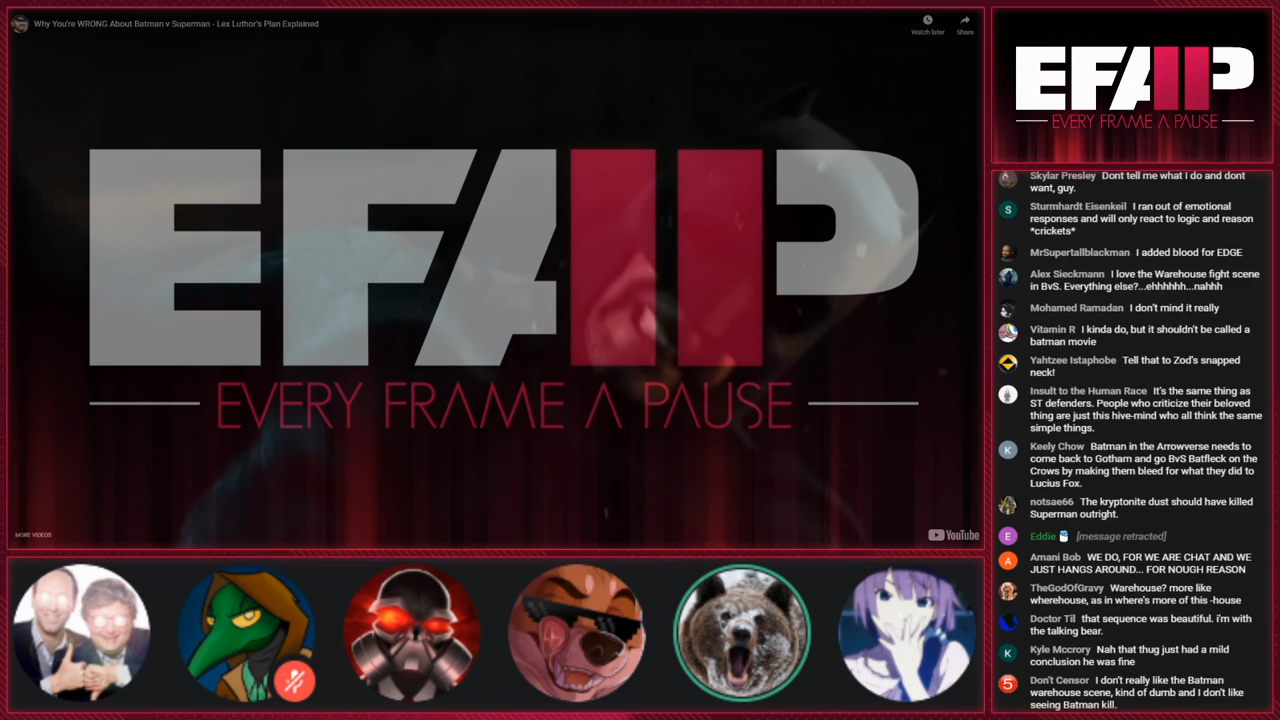 Why You're WRONG About Batman v Superman - Lex Luthor's Plan Explained
Watch later
Share
EFAP
EVERY FRAME A PAUSE
MORE VIDEOS
YouTube
EFAP
EVERY FRAME A PAUSE
Skylar Presley Dont tell me what I do and dont
want, guy.
S
Sturmhardt Eisenkeil I ran out of emotional
responses and will only react to logic and reason
*crickets*
MrSupertallblackman I added blood for EDGE
Alex Sieckmann I love the Warehouse fight scene
in BvS. Everything else?...ehhhhhh...nahhh
Mohamed Ramadan I don't mind it really
Vitamin R I kinda do, but it shouldn't be called a
batman movie
Yahtzee Istaphobe Tell that to Zod's snapped
neck!
Insult to the Human Race It's the same thing as
ST defenders. People who criticize their beloved
thing are just this hive-mind who all think the same
simple things.
K
Keely Chow Batman in the Arrowverse needs to
come back to Gotham and go BvS Batfleck on the
Crows by making them bleed for what they did to
Lucius Fox.
notsae66 The kryptonite dust should have killed
Superman outright.
E
Eddie [message retracted]
A
Amani Bob WE DO, FOR WE ARE CHAT AND WE
JUST HANGS AROUND... FOR NOUGH REASON
TheGodOfGravy Warehouse? more like
wherehouse, as in where's more of this -house
Doctor Til that sequence was beautiful. i'm with
the talking bear.
K
Kyle Mccrory Nah that thug just had a mild
conclusion he was fine
5
Don't Censor I don't really like the Batman
warehouse scene, kind of dumb and I don't like
seeing Batman kill.